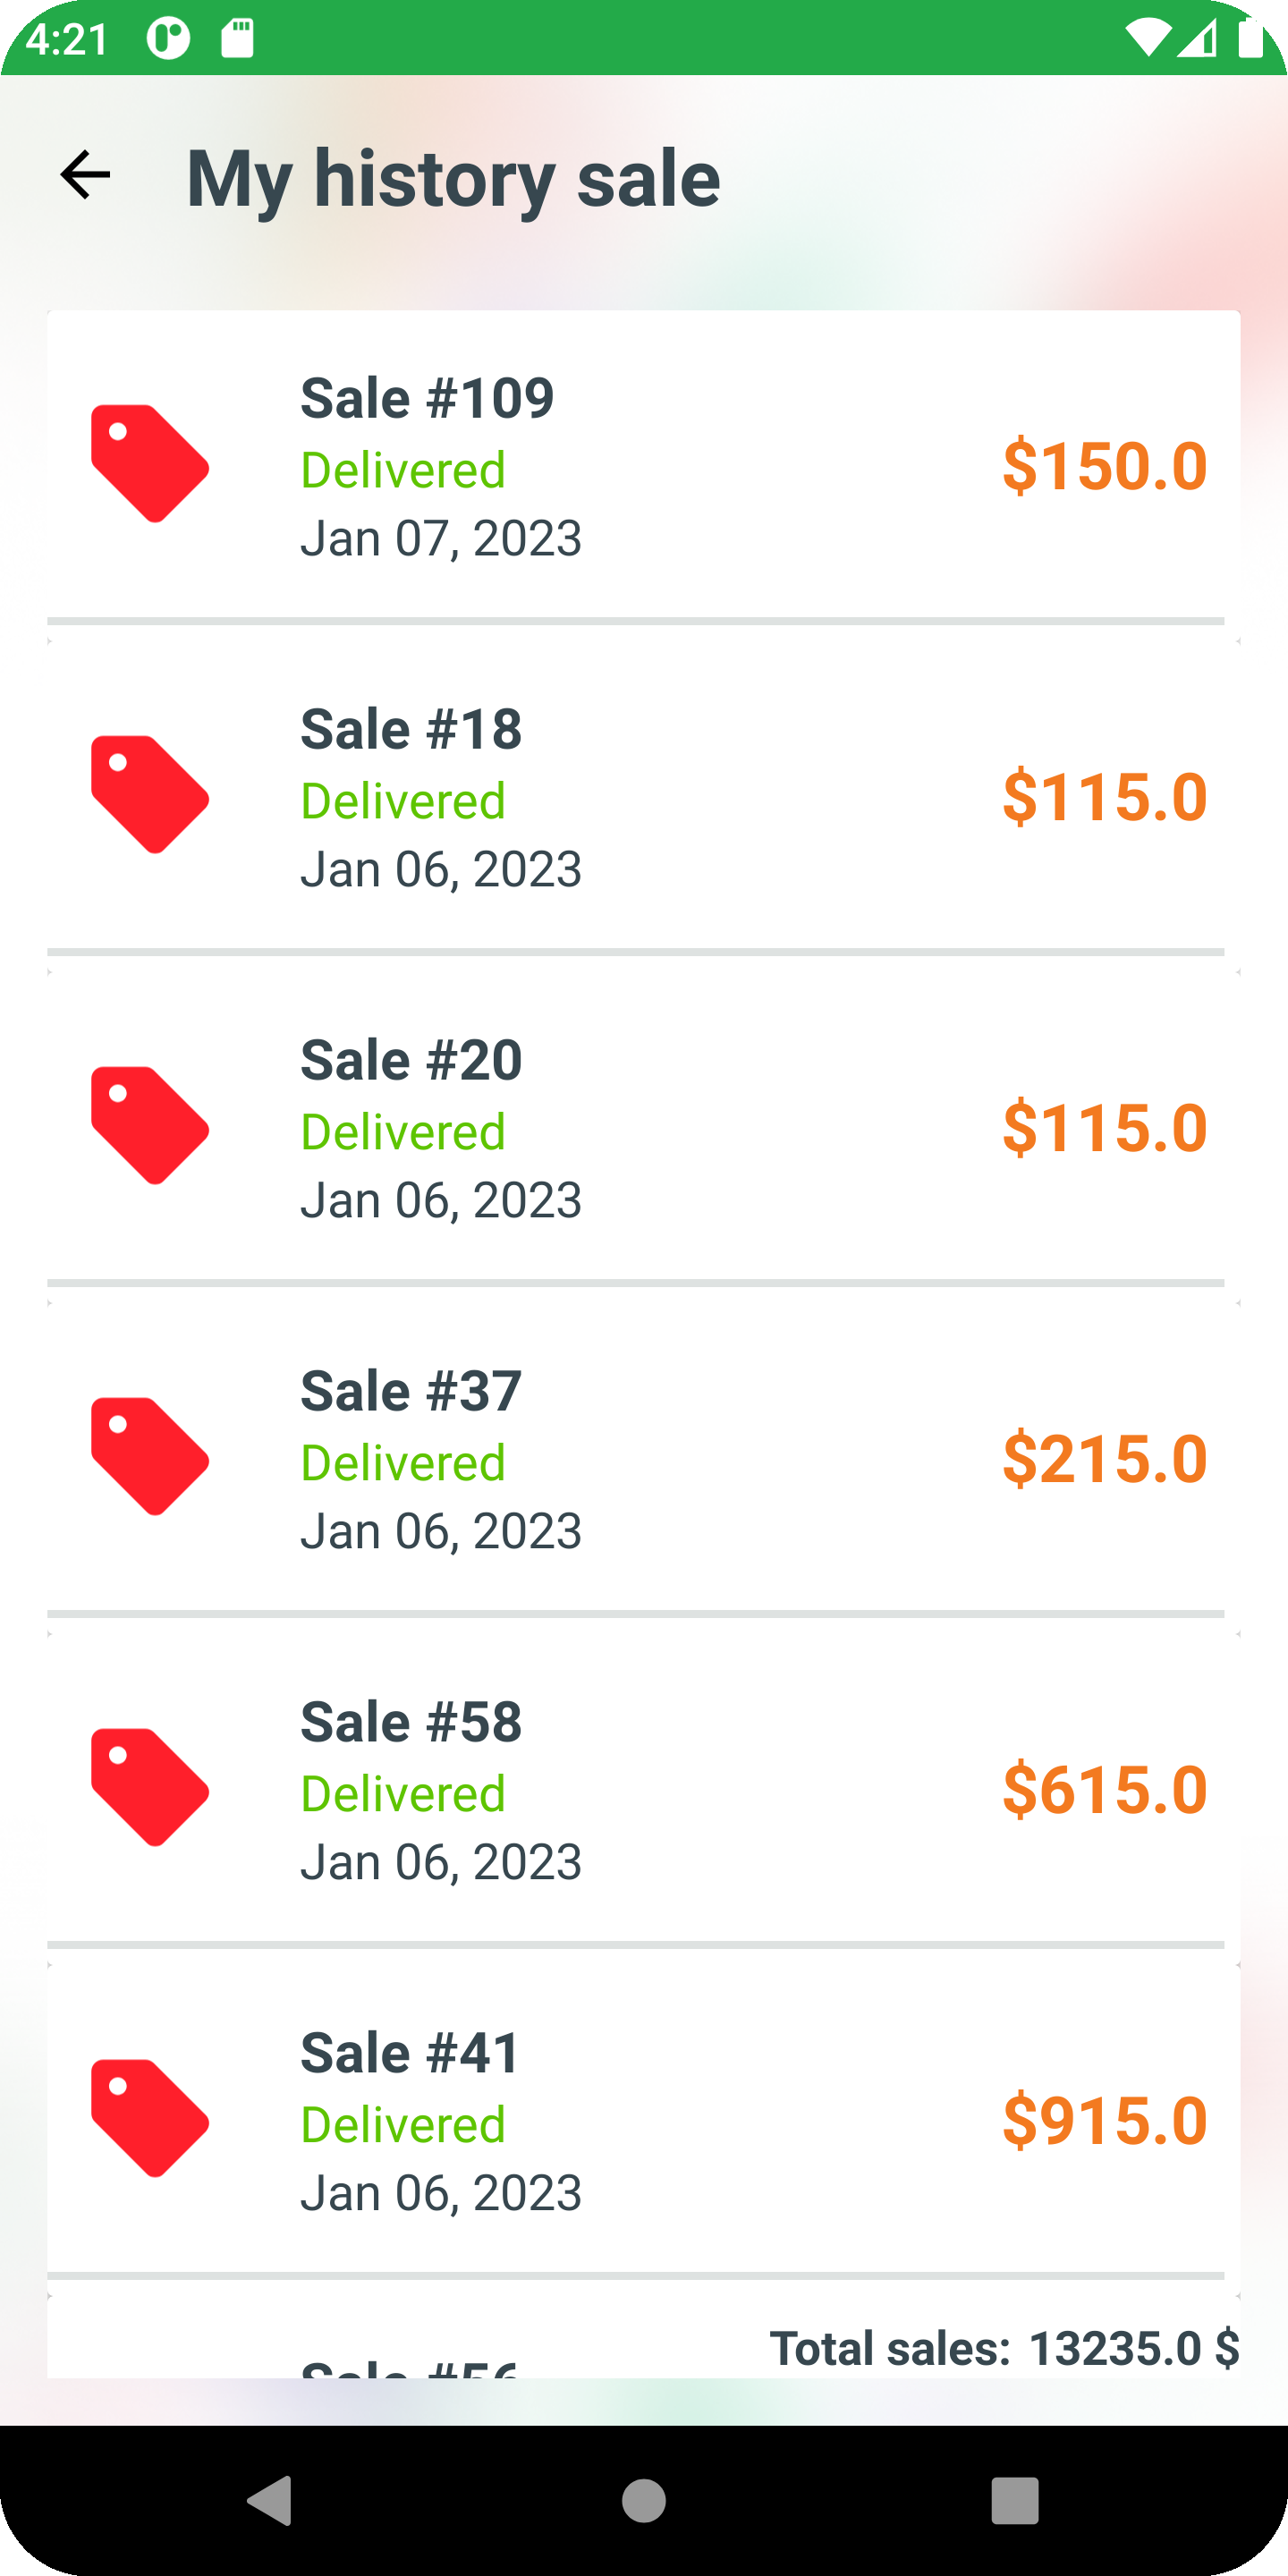 4:21
My history sale
Sale #109
Delivered
Jan 07, 2023
$150.0
Sale #18
Delivered
Jan 06, 2023
$115.0
Sale #20
Delivered
Jan 06, 2023
$115.0
Sale #37
Delivered
Jan 06, 2023
$215.0
Sale #58
Delivered
Jan 06, 2023
$615.0
Sale #41
Delivered
Jan 06, 2023
$915.0
Total sales: 13235.0 $
Sale #56